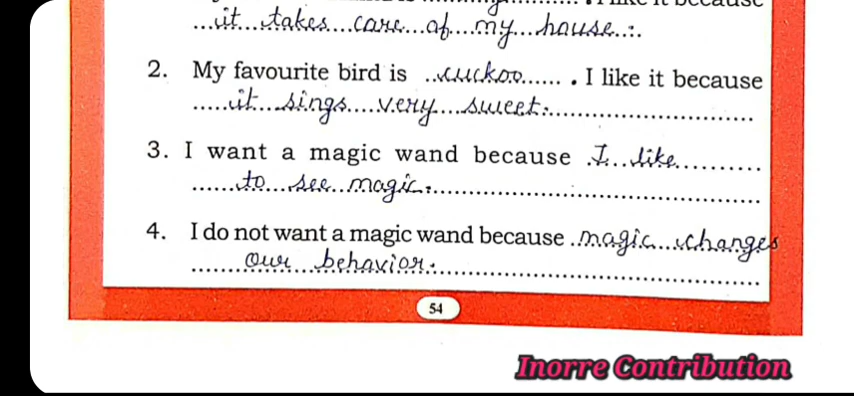 it takes care of my house.
2. My favourite bird is cuckoo. I like it because
it sings very sweet.
3. I want a magic wand because I like
to see magic.
4. I do not want a magic wand because magic changes
our behavior.
54
Inorre Contribution